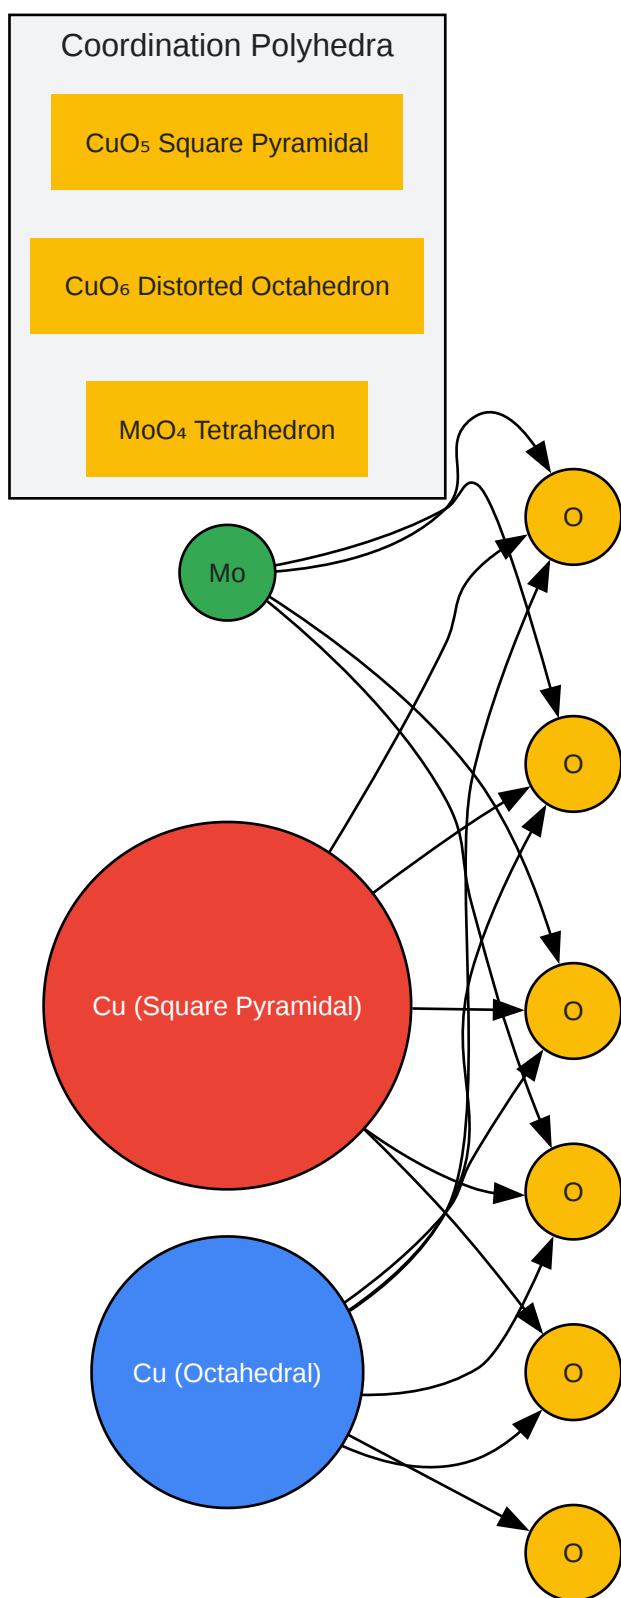 Coordination Polyhedra
CuO₅ Square Pyramidal
CuO₆ Distorted Octahedron
MoO₄ Tetrahedron
O
Mo
O
Cu (Square Pyramidal)
O
O
Cu (Octahedral)
O
O